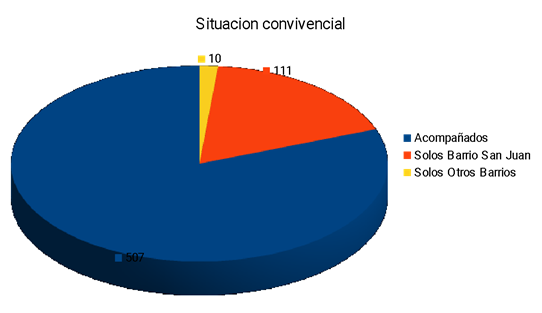 Situacion convivencial
10
111
Acompañados
Solos Barrio San Juan
Solos Otros Barrios
507